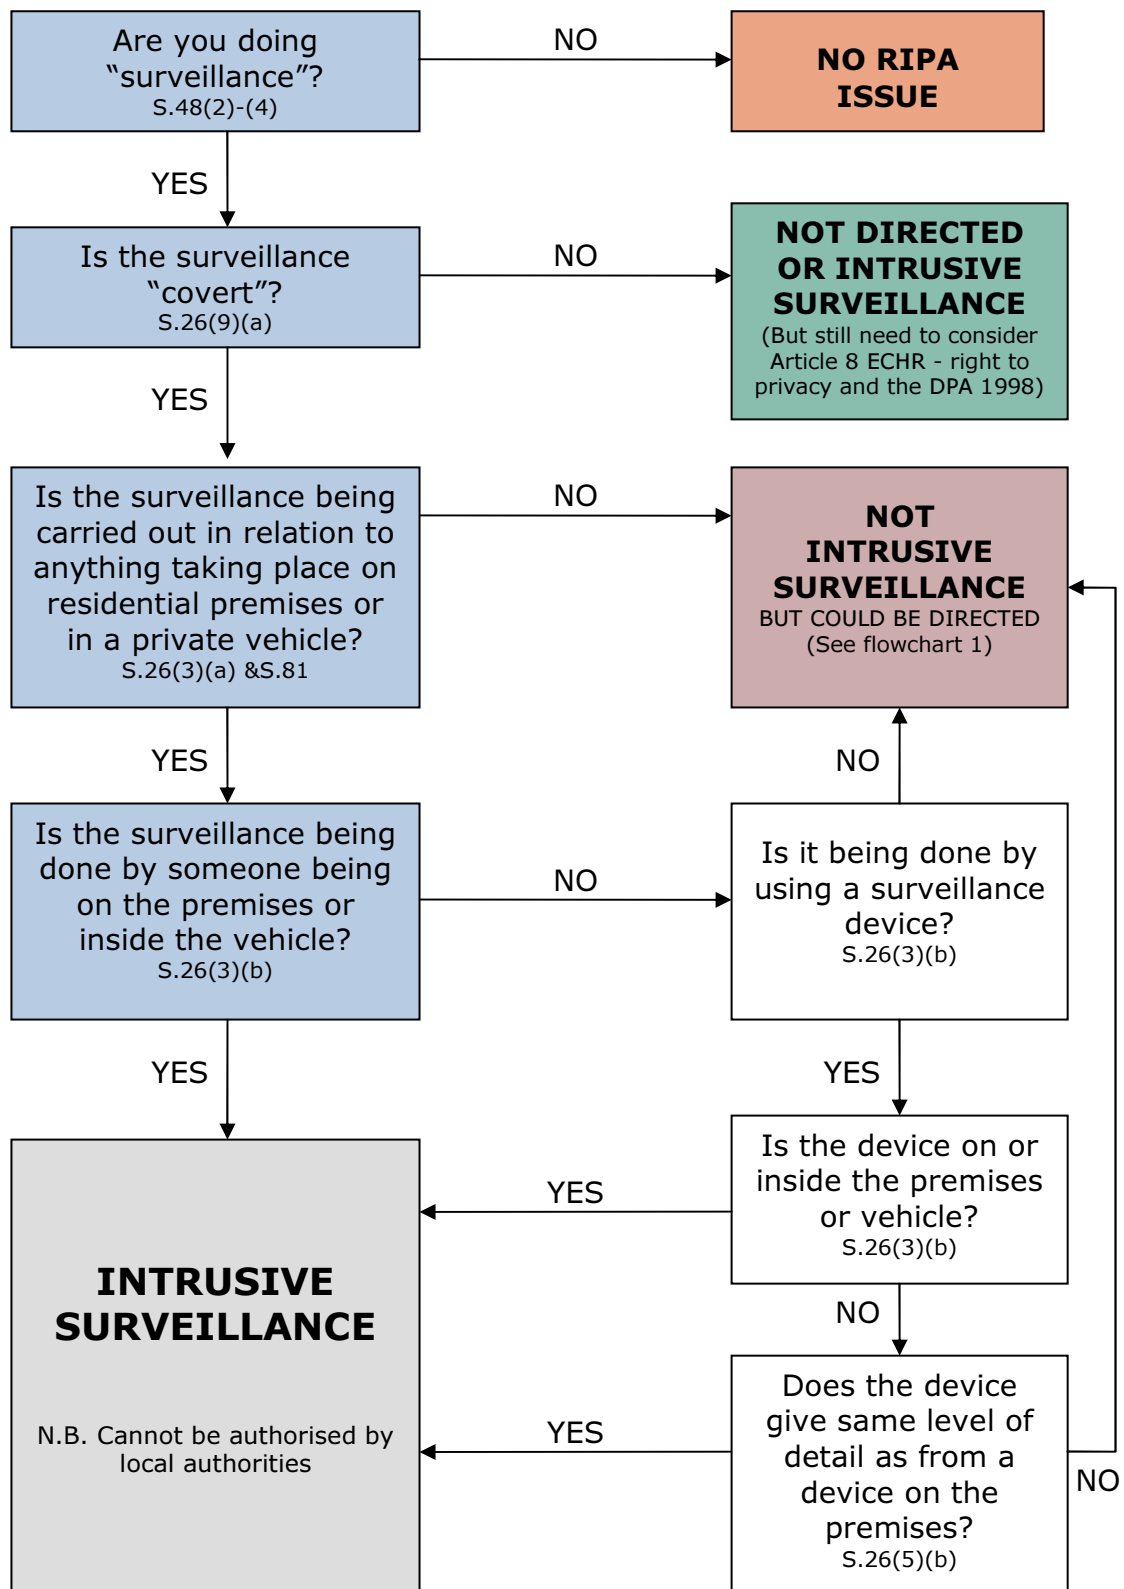 Are you doing
“surveillance”?
S.48(2)-(4)
NO
NO RIPA
ISSUE
YES
Is the surveillance
“covert”?
S.26(9)(a)
NO
NOT DIRECTED
OR INTRUSIVE
SURVEILLANCE
(But still need to consider
Article 8 ECHR - right to
privacy and the DPA 1998)
YES
Is the surveillance being
carried out in relation to
anything taking place on
residential premises or
in a private vehicle?
S.26(3)(a) &S.81
NO
NOT
INTRUSIVE
SURVEILLANCE
BUT COULD BE DIRECTED
(See flowchart 1)
YES
NO
Is the surveillance being
done by someone being
on the premises or
inside the vehicle?
S.26(3)(b)
NO
Is it being done by
using a surveillance
device?
S.26(3)(b)
YES
YES
INTRUSIVE
SURVEILLANCE
N.B. Cannot be authorised by
local authorities
YES
Is the device on or
inside the premises
or vehicle?
S.26(3)(b)
NO
YES
Does the device
give same level of
detail as from a
device on the
premises?
S.26(5)(b)
NO